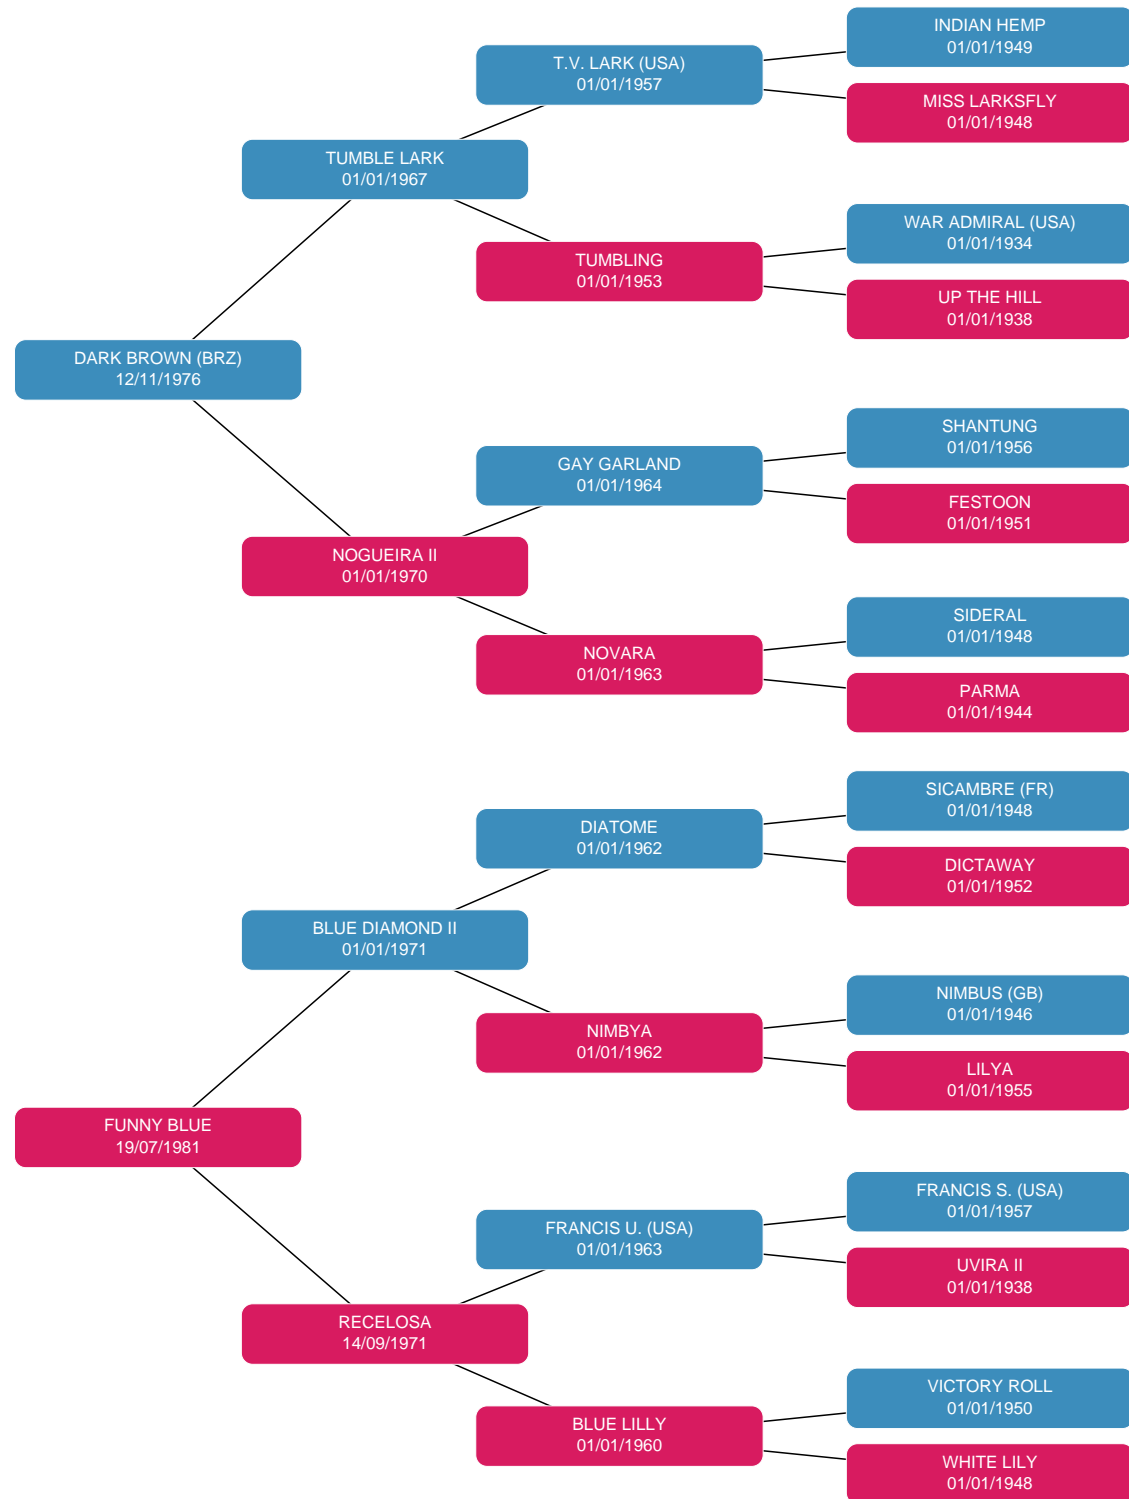 INDIAN HEMP
01/01/1949
T.V. LARK (USA)
01/01/1957
MISS LARKSFLY
01/01/1948
TUMBLE LARK
01/01/1967
WAR ADMIRAL (USA)
01/01/1934
TUMBLING
01/01/1953
UP THE HILL
01/01/1938
DARK BROWN (BRZ)
12/11/1976
SHANTUNG
01/01/1956
GAY GARLAND
01/01/1964
FESTOON
01/01/1951
NOGUEIRA II
01/01/1970
SIDERAL
01/01/1948
NOVARA
01/01/1963
PARMA
01/01/1944
SICAMBRE (FR)
01/01/1948
DIATOME
01/01/1962
DICTAWAY
01/01/1952
BLUE DIAMOND II
01/01/1971
NIMBUS (GB)
01/01/1946
NIMBYA
01/01/1962
LILYA
01/01/1955
FUNNY BLUE
19/07/1981
FRANCIS S. (USA)
01/01/1957
FRANCIS U. (USA)
01/01/1963
UVIRA II
01/01/1938
RECELOSA
14/09/1971
VICTORY ROLL
01/01/1950
BLUE LILLY
01/01/1960
WHITE LILY
01/01/1948